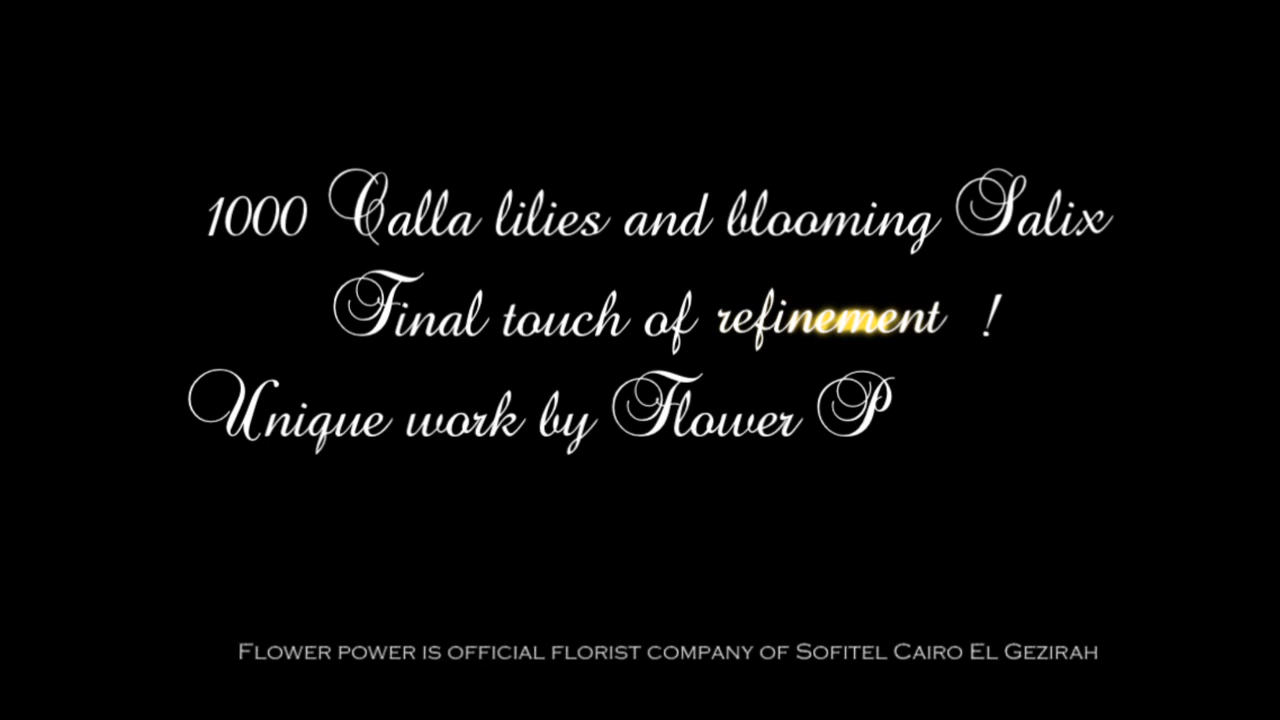 1000 Calla lilies and blooming Salix
Final touch of refinement !
Unique work by Flower P
Flower power is official florist company of Sofitel Cairo El Gezirah